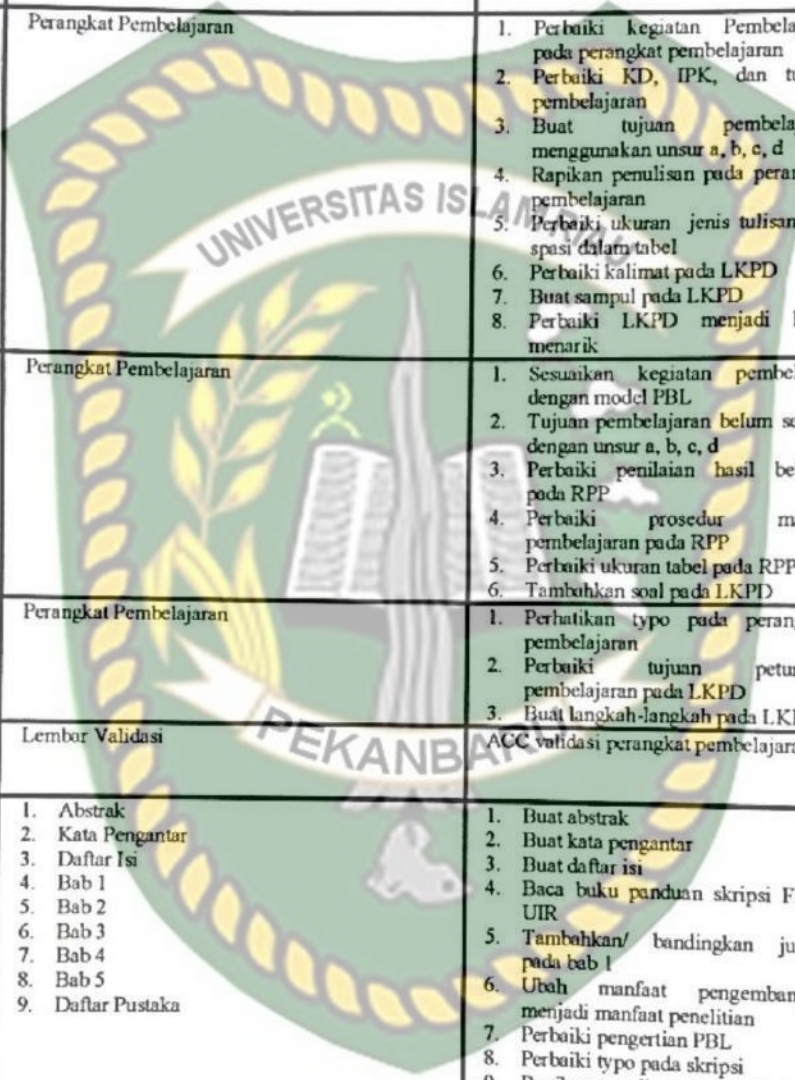 Perangkat Pembelajaran
1. Perbaiki kegiatan Pembela
pada perangkat pembelajaran
2. Perbaiki KD, IPK, dan tu
pembelajaran
3. Buat tujuan pembelaj
menggunakan unsur a, b, c, d
4. Rapikan penulisan pada peran
pembelajaran
5. Perbaiki ukuran jenis tulisan
spasi dalam tabel
6. Perbaiki kalimat pada LKPD
7. Buat sampul pada LKPD
8. Perbaiki LKPD menjadi
menarik
Perangkat Pembelajaran
1. Sesuaikan kegiatan pembel
dengan model PBL
2. Tujuan pembelajaran belum se
dengan unsur a, b, c, d
3. Perbaiki penilaian hasil be
pada RPP
4. Perbaiki prosedur m
pembelajaran pada RPP
5. Perbaiki ukuran tabel pada RPP
6. Tambahkan soal pada LKPD
Perangkat Pembelajaran
1. Perhatikan typo pada perang
pembelajaran
2. Perbaiki tujuan petu
pembelajaran pada LKPD
3. Buat langkah-langkah pada LK
Lembar Validasi
ACC validasi perangkat pembelajara
1. Abstrak
2. Kata Pengantar
3. Daftar Isi
4. Bab 1
5. Bab 2
6. Bab 3
7. Bab 4
8. Bab 5
9. Daftar Pustaka
1. Buat abstrak
2. Buat kata pengantar
3. Buat daftar isi
4. Baca buku panduan skripsi F
UIR
5. Tambahkan/ bandingkan ju
pada bab 1
6. Ubah manfaat pengemban
menjadi manfaat penelitian
7. Perbaiki pengertian PBL
8. Perbaiki typo pada skripsi
UNIVERSITAS ISLAM RIAU
PEKANBARU